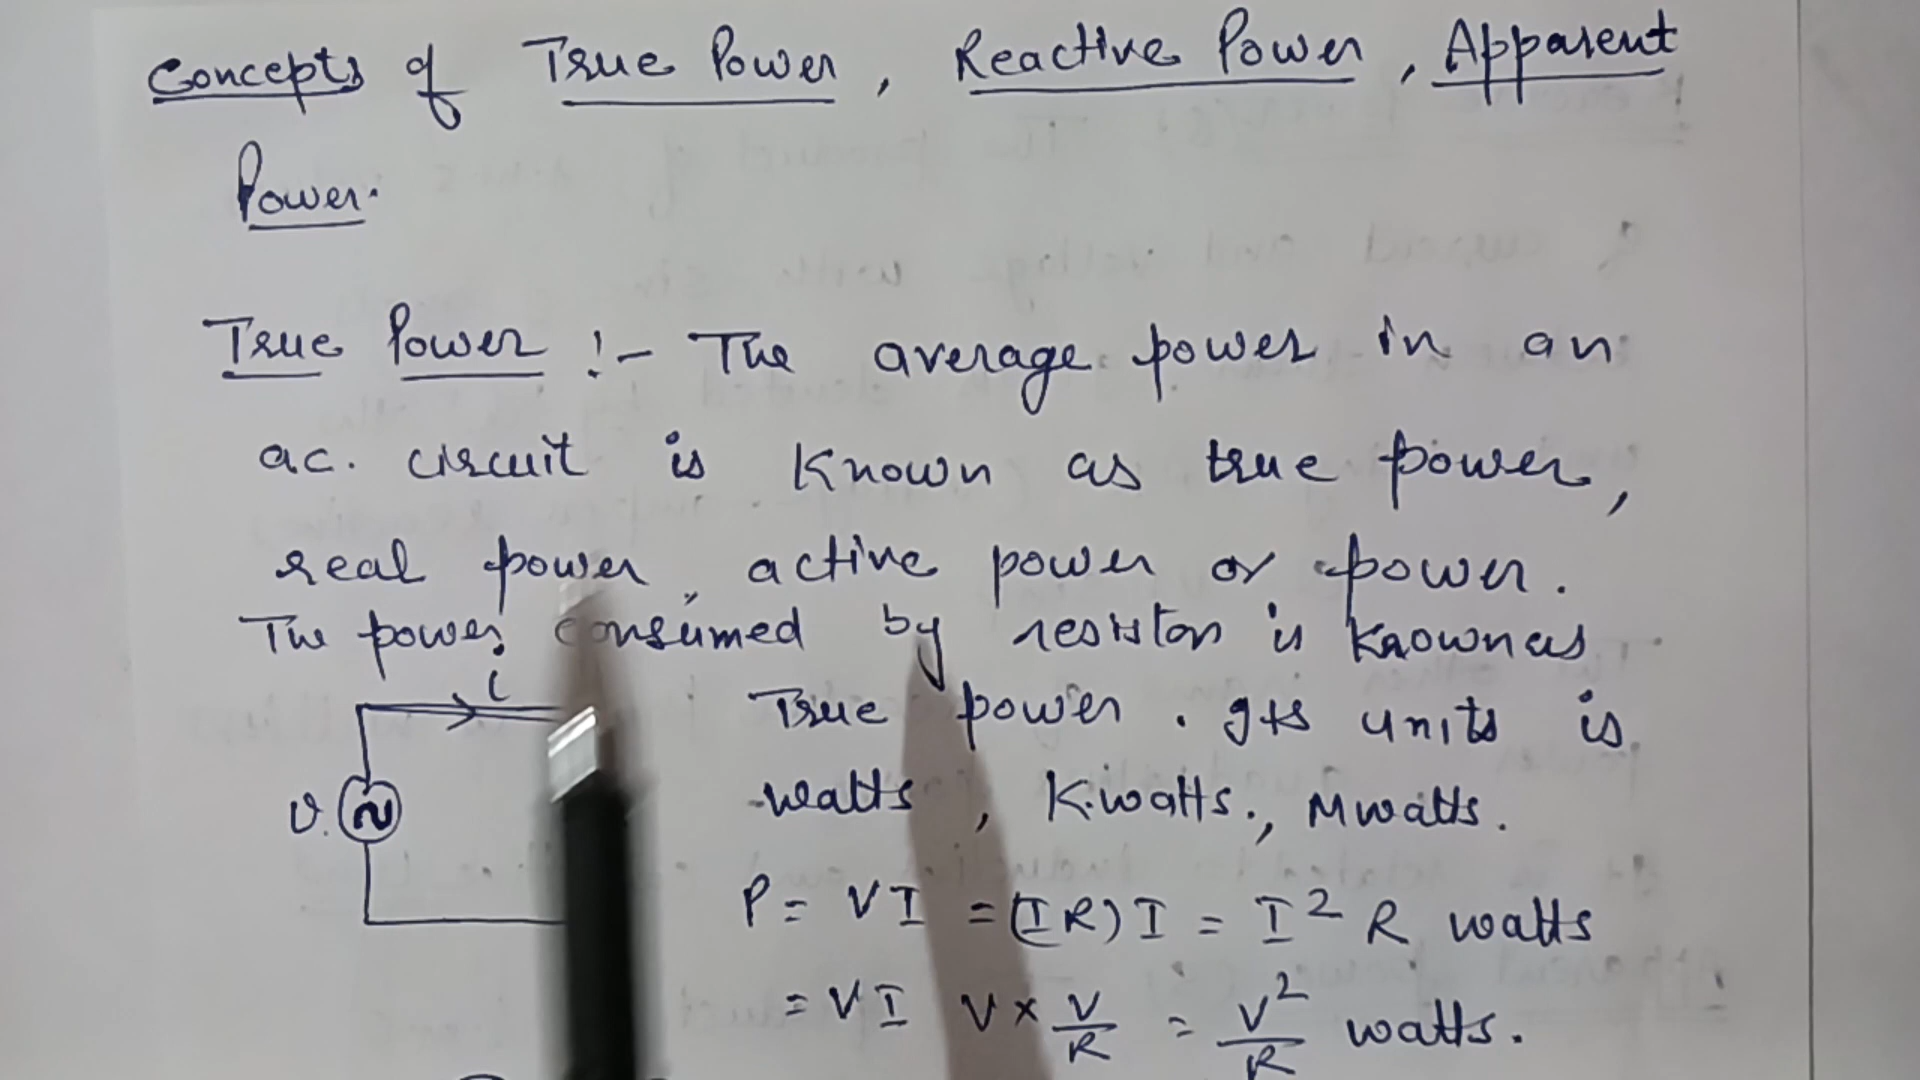 Concepts of True Power, Reactive Power, Apparent
Power.
True Power :- The average power in an
a.c. circuit is known as true power,
real power, active power or power.
The power consumed by resistor is known as
i
True power. Its units is
v.
watts, K.watts., Mwatts.
P = VI = (IR) I = I² R watts
= VI V × V/R = V²/R watts.